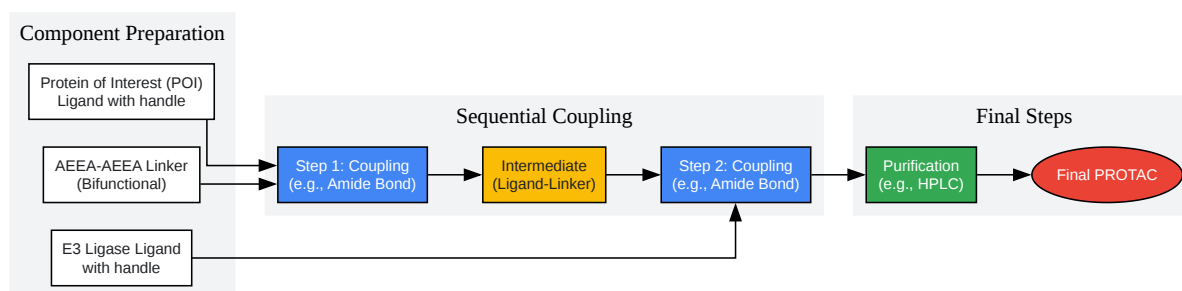 Component Preparation
Protein of Interest (POI)
Ligand with handle
AEEA-AEEA Linker
(Bifunctional)
E3 Ligase Ligand
with handle
Sequential Coupling
Step 1: Coupling
(e.g., Amide Bond)
Intermediate
(Ligand-Linker)
Step 2: Coupling
(e.g., Amide Bond)
Final Steps
Purification
(e.g., HPLC)
Final PROTAC